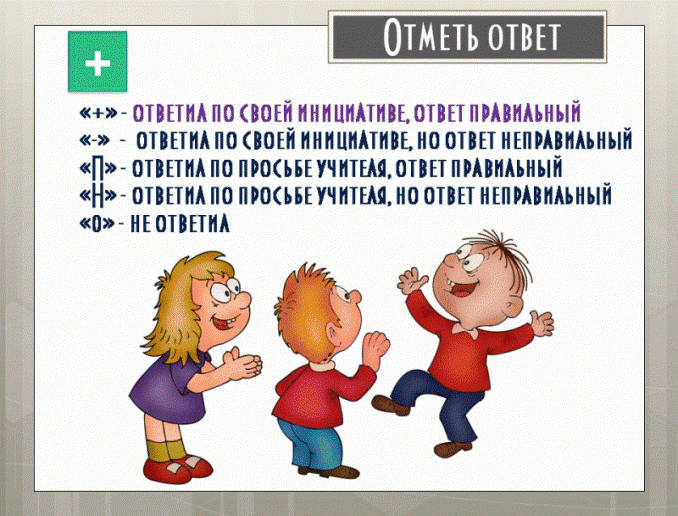 ОТМЕТЬ ОТВЕТ
+
«+» - ОТВЕТИЛ ПО СВОЕЙ ИНИЦИАТИВЕ, ОТВЕТ ПРАВИЛЬНЫЙ
«-» - ОТВЕТИЛ ПО СВОЕЙ ИНИЦИАТИВЕ, НО ОТВЕТ НЕПРАВИЛЬНЫЙ
«П» - ОТВЕТИЛ ПО ПРОСЬБЕ УЧИТЕЛЯ, ОТВЕТ ПРАВИЛЬНЫЙ
«Н» - ОТВЕТИЛ ПО ПРОСЬБЕ УЧИТЕЛЯ, НО ОТВЕТ НЕПРАВИЛЬНЫЙ
«О» - НЕ ОТВЕТИЛ